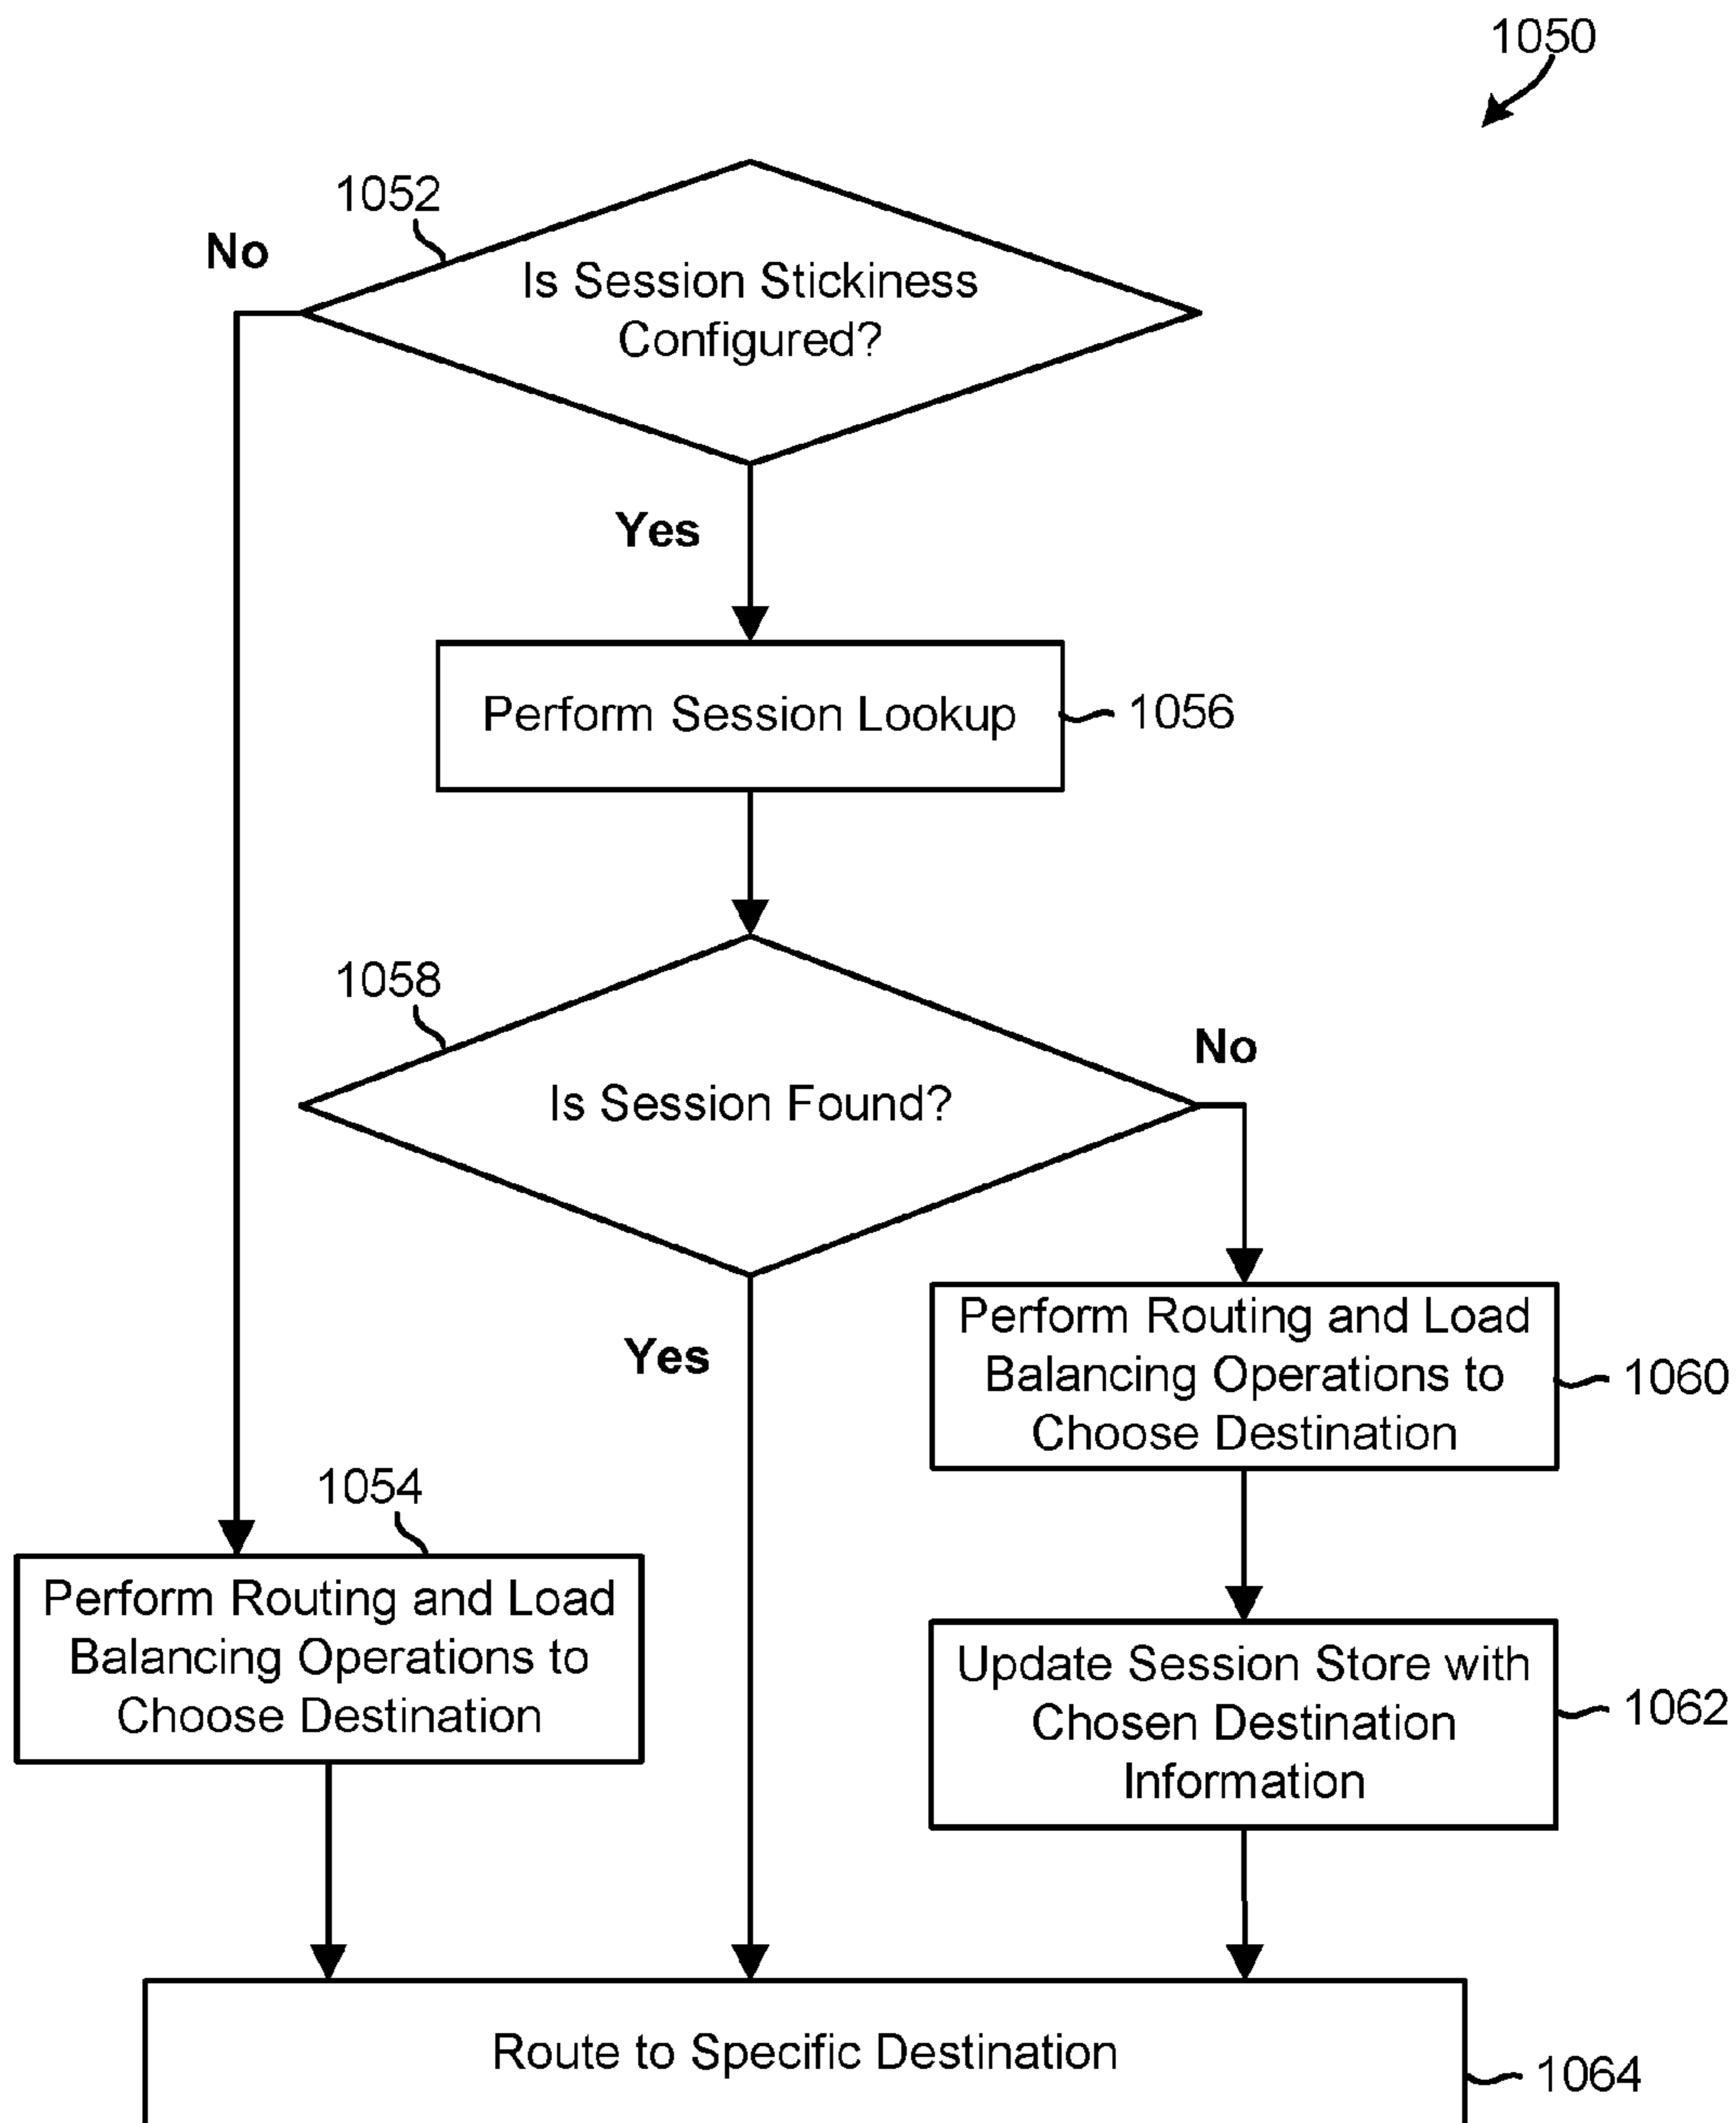 1050
1052
No
Is Session Stickiness
Configured?
Yes
Perform Session Lookup
1056
1058
No
Is Session Found?
Yes
Perform Routing and Load
Balancing Operations to
Choose Destination
1060
1054
Perform Routing and Load
Balancing Operations to
Choose Destination
Update Session Store with
Chosen Destination
Information
1062
Route to Specific Destination
1064